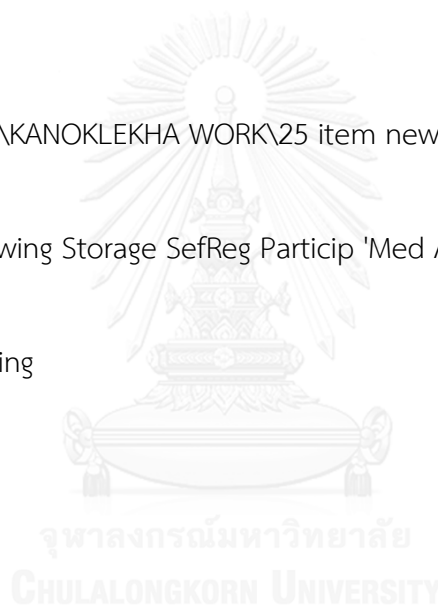 \KANOKLEKHA WORK\25 item new
wing Storage SefReg Particip 'Med A
ing
จุฬาลงกรณ์มหาวิทยาลัย
CHULALONGKORN UNIVERSITY